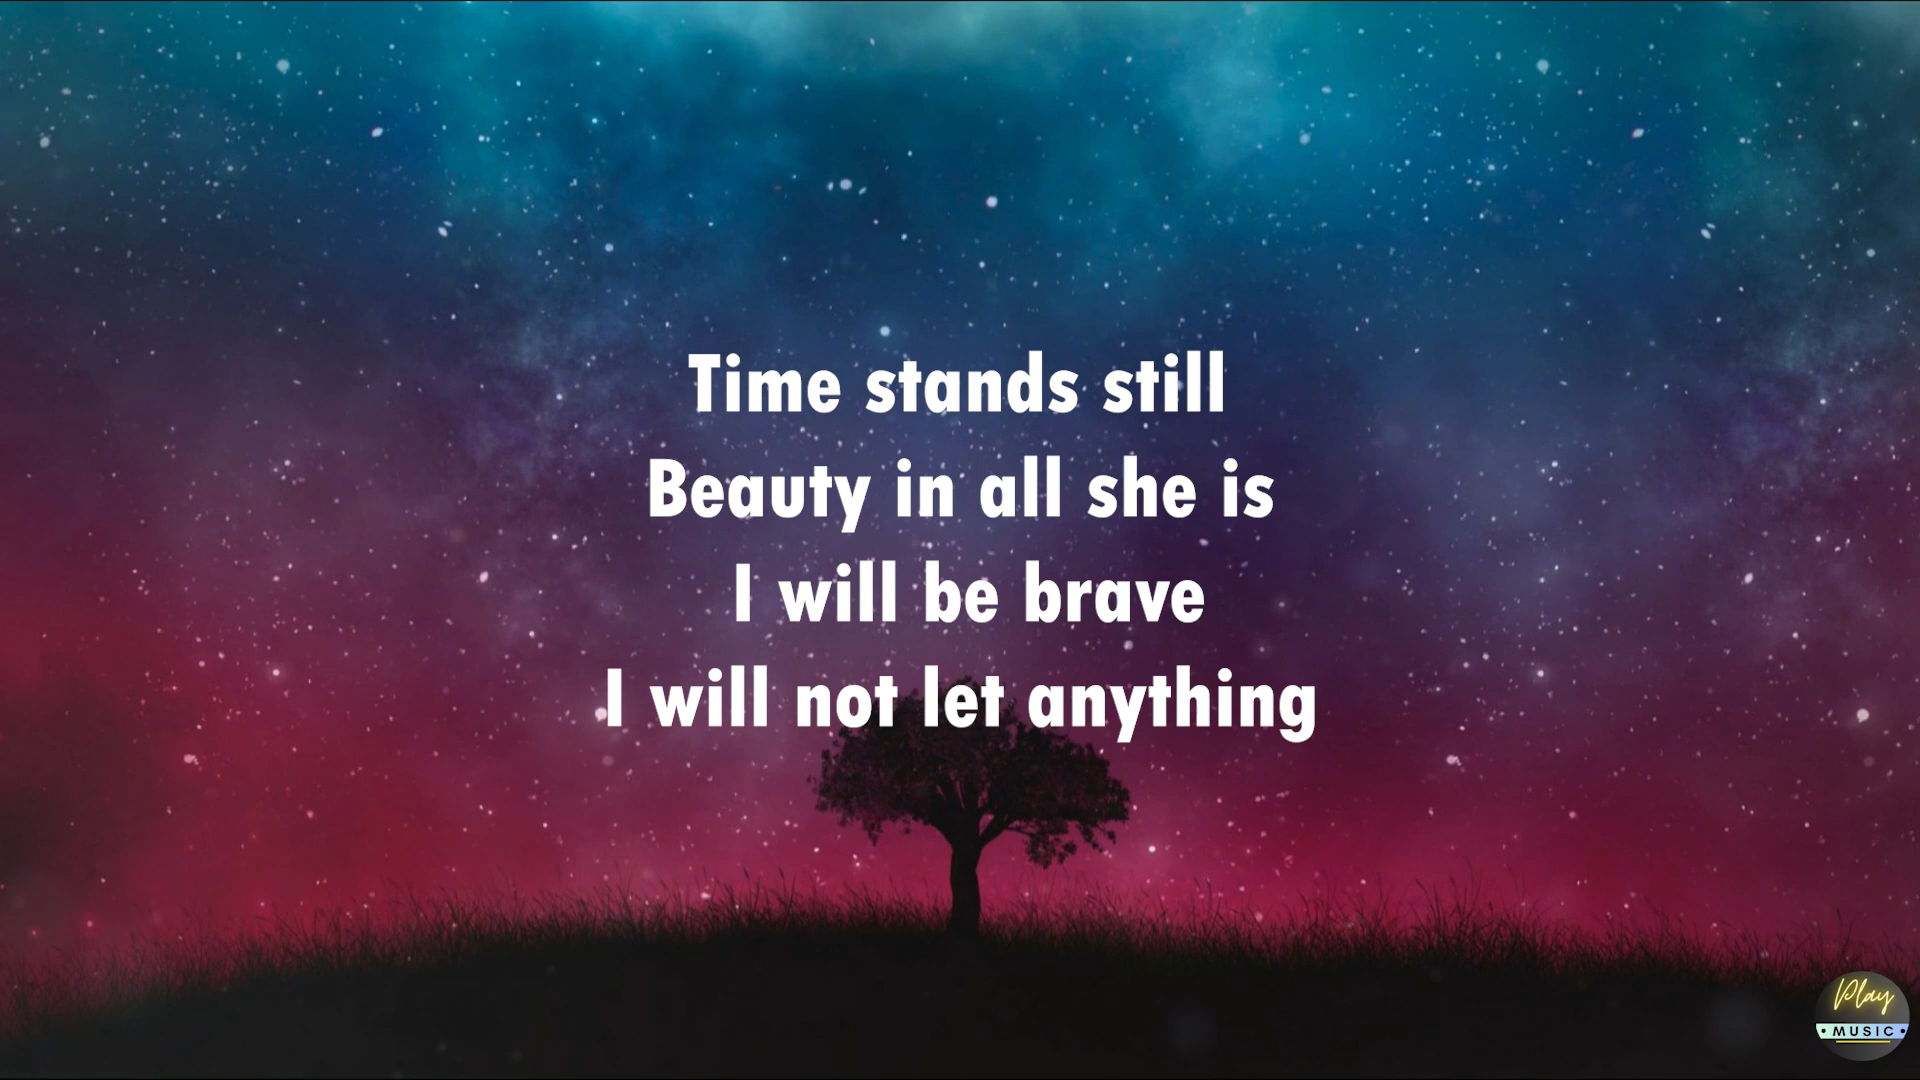 Time stands still
Beauty in all she is
I will be brave
I will not let anything
Play
• MUSIC •